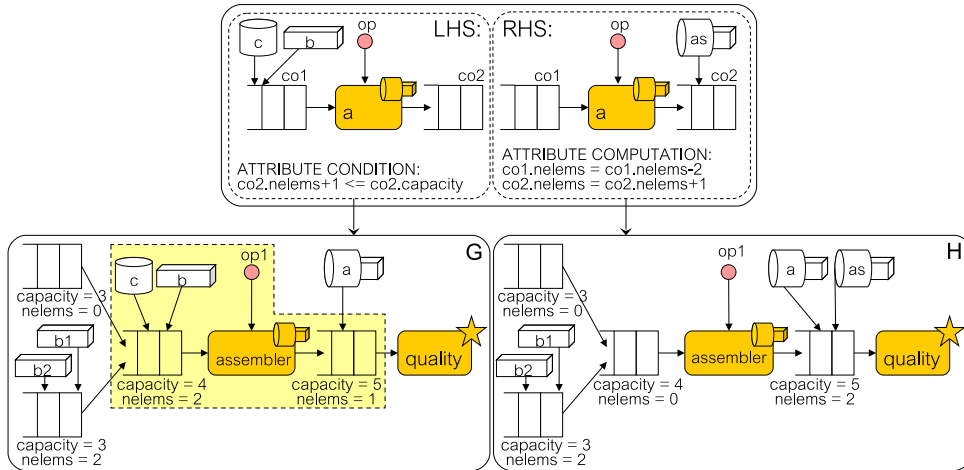 LHS:
RHS:
op
op
c
b
as
co1
co2
co1
co2
a
a
ATTRIBUTE CONDITION:
co2.nelems+1 <= co2.capacity
ATTRIBUTE COMPUTATION:
co1.nelems = co1.nelems-2
co2.nelems = co2.nelems+1
G
op1
a
c
b
capacity = 3
nelems = 0
b1
b2
assembler
quality
capacity = 4
nelems = 2
capacity = 5
nelems = 1
capacity = 3
nelems = 2
H
op1
a
as
capacity = 3
nelems = 0
b1
b2
assembler
quality
capacity = 4
nelems = 0
capacity = 5
nelems = 2
capacity = 3
nelems = 2